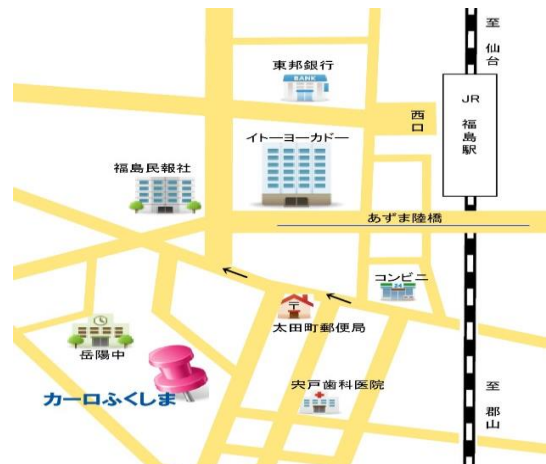 至 仙台
東邦銀行
BANK
JR 福島駅
西口
イトーヨーカドー
福島民報社
あずま陸橋
コンビニ
24
〒
太田町郵便局
岳陽中
カーロふくしま
宍戸歯科医院
至 郡山